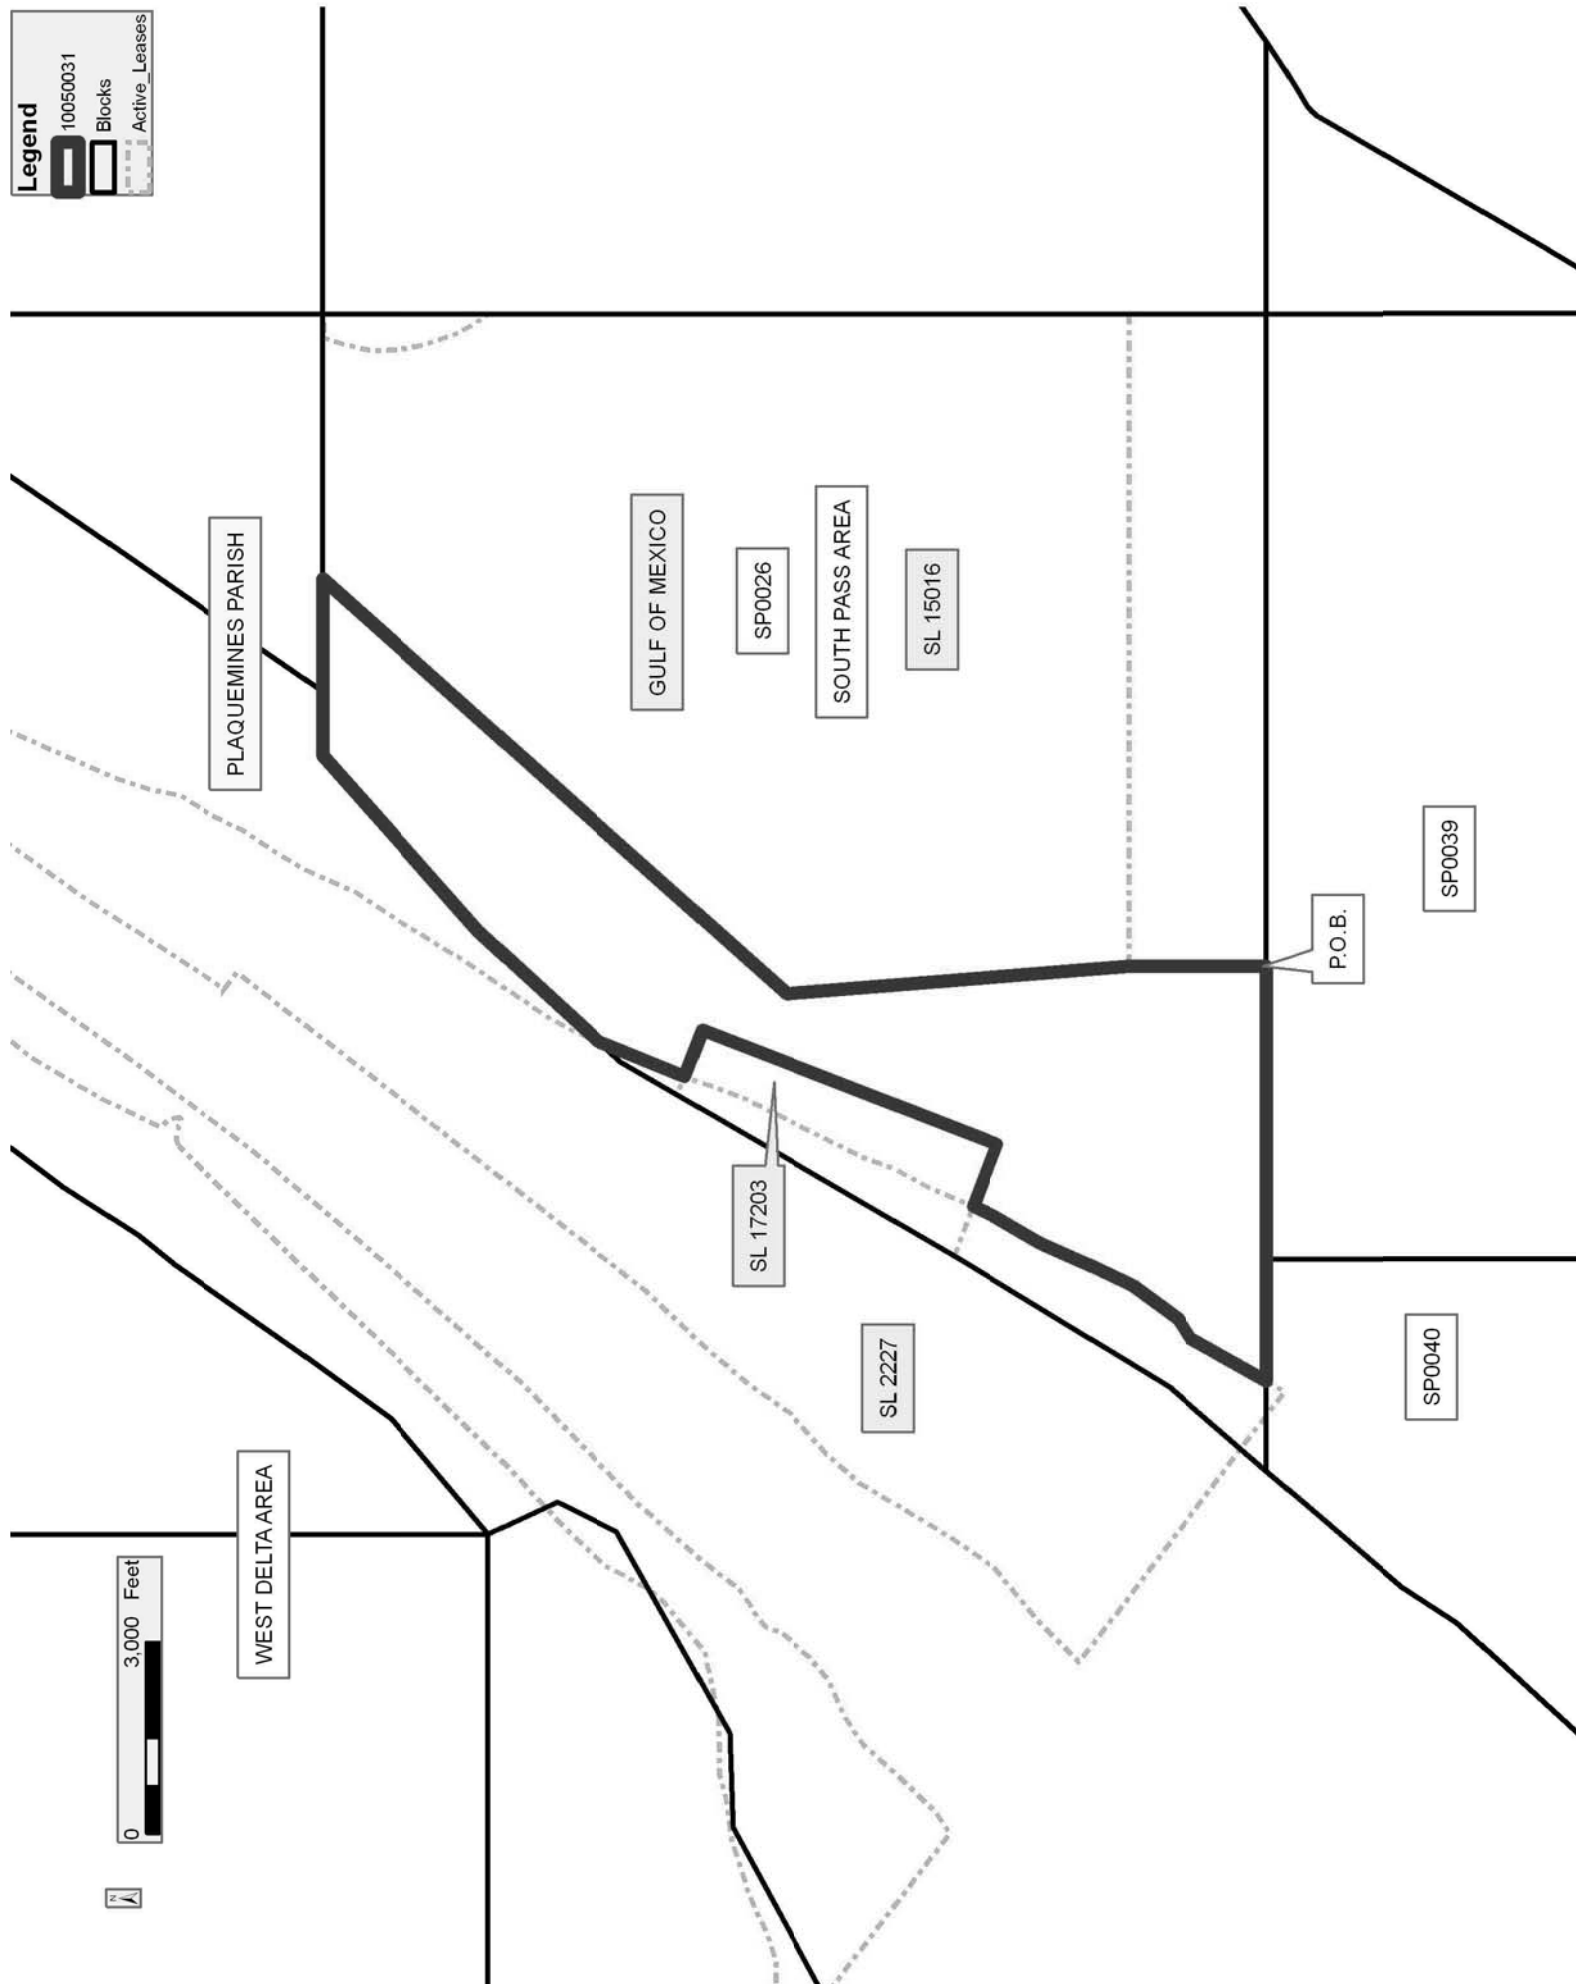 Legend
10050031
Blocks
Active_Leases
PLAQUEMINES PARISH
GULF OF MEXICO
SP0026
SOUTH PASS AREA
SL 15016
SP0039
P.O.B.
SL 17203
SL 2227
SP0040
WEST DELTA AREA
0 3,000 Feet
N